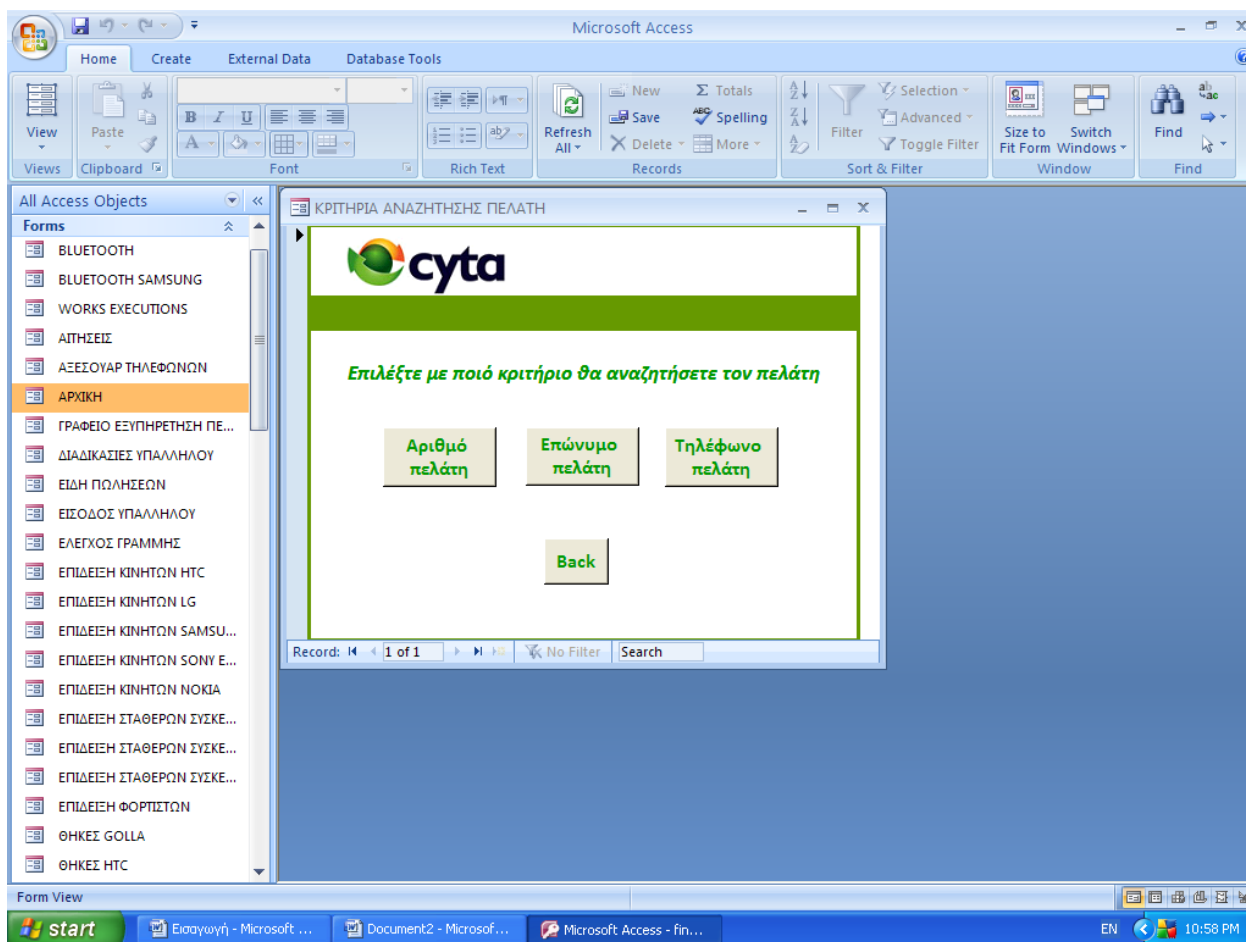 Microsoft Access
Home Create External Data Database Tools
View
Paste
B I U
A
ab
Refresh All
New
Save
Delete
Σ Totals
ABC Spelling
More
A Z
Z A
A Z
Filter
Selection
Advanced
Toggle Filter
Size to Fit Form
Switch Windows
Find
ab ac
Views Clipboard Font Rich Text Records Sort & Filter Window Find
All Access Objects
Forms
BLUETOOTH
BLUETOOTH SAMSUNG
WORKS EXECUTIONS
ΑΙΤΗΣΕΙΣ
ΑΞΕΣΟΥΑΡ ΤΗΛΕΦΩΝΩΝ
ΑΡΧΙΚΗ
ΓΡΑΦΕΙΟ ΕΞΥΠΗΡΕΤΗΣΗ ΠΕ...
ΔΙΑΔΙΚΑΣΙΕΣ ΥΠΑΛΛΗΛΟΥ
ΕΙΔΗ ΠΩΛΗΣΕΩΝ
ΕΙΣΟΔΟΣ ΥΠΑΛΛΗΛΟΥ
ΕΛΕΓΧΟΣ ΓΡΑΜΜΗΣ
ΕΠΙΔΕΙΞΗ ΚΙΝΗΤΩΝ HTC
ΕΠΙΔΕΙΞΗ ΚΙΝΗΤΩΝ LG
ΕΠΙΔΕΙΞΗ ΚΙΝΗΤΩΝ SAMSU...
ΕΠΙΔΕΙΞΗ ΚΙΝΗΤΩΝ SONY E...
ΕΠΙΔΕΙΞΗ ΚΙΝΗΤΩΝ NOKIA
ΕΠΙΔΕΙΞΗ ΣΤΑΘΕΡΩΝ ΣΥΣΚΕ...
ΕΠΙΔΕΙΞΗ ΣΤΑΘΕΡΩΝ ΣΥΣΚΕ...
ΕΠΙΔΕΙΞΗ ΣΤΑΘΕΡΩΝ ΣΥΣΚΕ...
ΕΠΙΔΕΙΞΗ ΦΟΡΤΙΣΤΩΝ
ΘΗΚΕΣ GOLLA
ΘΗΚΕΣ HTC
ΚΡΙΤΗΡΙΑ ΑΝΑΖΗΤΗΣΗΣ ΠΕΛΑΤΗ
cyta
Επιλέξτε με ποιό κριτήριο θα αναζητήσετε τον πελάτη
Αριθμό
πελάτη
Επώνυμο
πελάτη
Τηλέφωνο
πελάτη
Back
Record: 1 of 1 No Filter Search
Form View
start Εισαγωγή - Microsoft ... Document2 - Microsof... Microsoft Access - fin... EN 10:58 PM